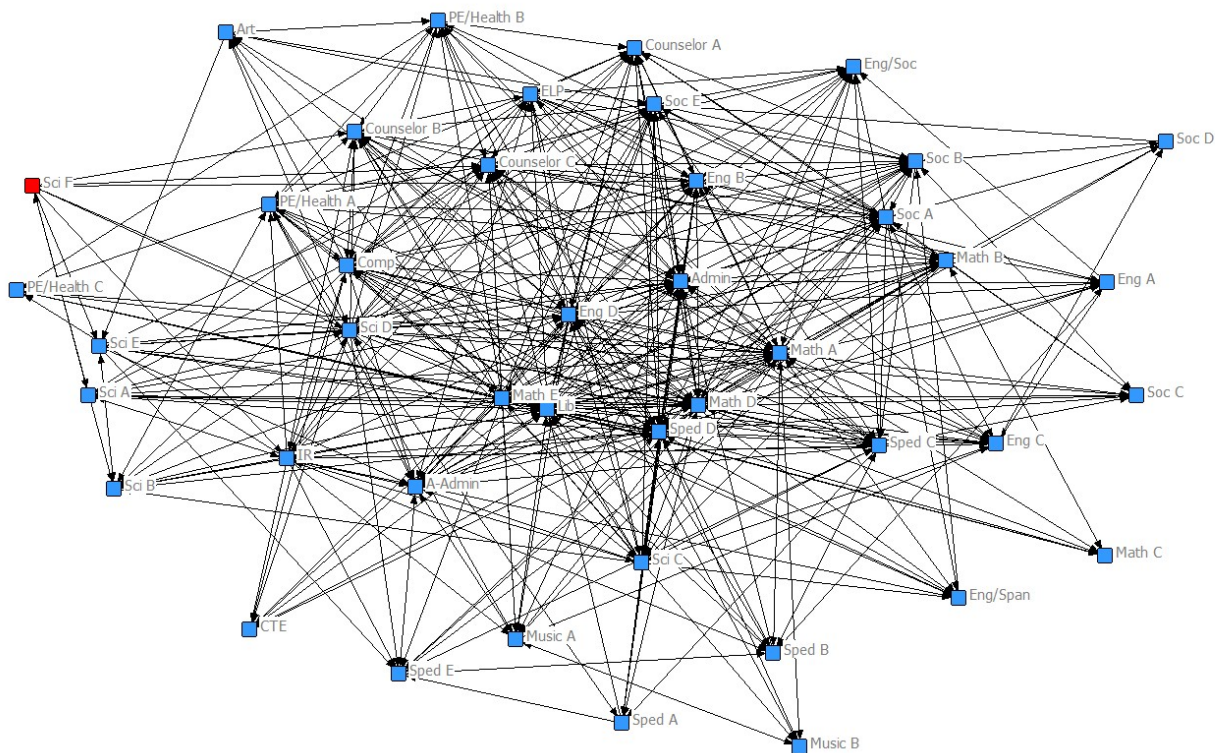 Art
PE/Health B
Counselor A
Eng/Soc
ELP
Soc E
Counselor B
Soc D
Counselor C
Soc B
Eng B
Sci F
PE/Health A
Soc A
Comp
Math B
Admin
Eng A
PE/Health C
Eng D
Sci D
Sci E
Math A
Sci A
Math E
Soc C
Lib
Math D
Sped D
Sped C
Eng C
IR
A-Admin
Sci B
Sci C
Math C
Eng/Span
CTE
Music A
Sped B
Sped E
Sped A
Music B